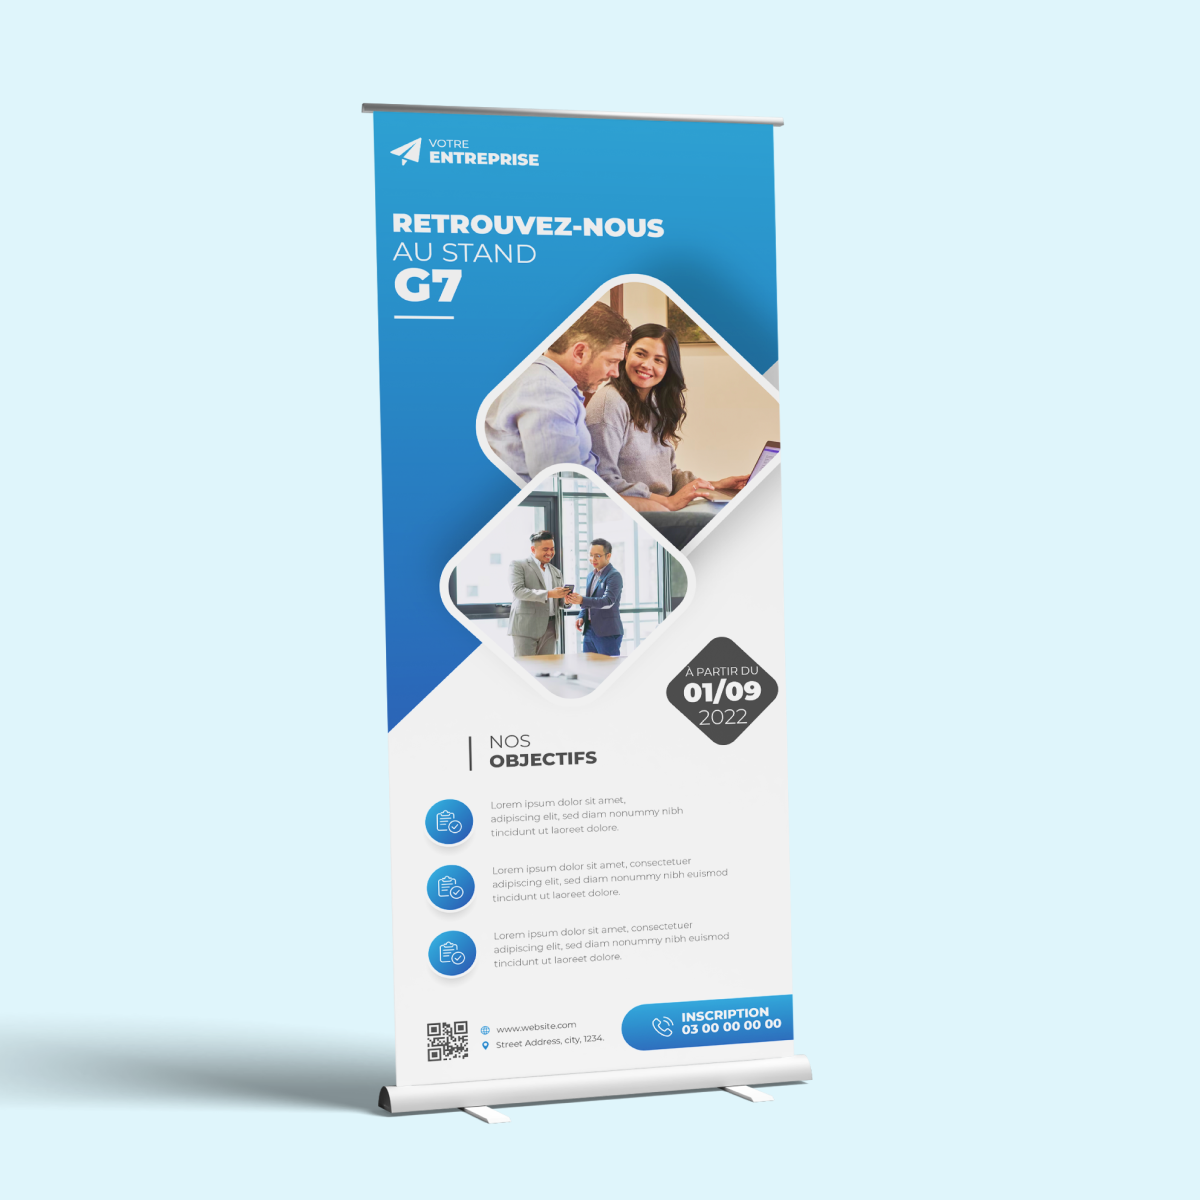 VOTRE
ENTREPRISE
RETROUVEZ-NOUS
AU STAND
G7
À PARTIR DU
01/09
2022
NOS
OBJECTIFS
Lorem ipsum dolor sit amet,
adipiscing elit, sed diam nonummy nibh
tincidunt ut laoreet dolore.
Lorem ipsum dolor sit amet, consectetuer
adipiscing elit, sed diam nonummy nibh euismod
tincidunt ut laoreet dolore.
Lorem ipsum dolor sit amet, consectetuer
adipiscing elit, sed diam nonummy nibh euismod
tincidunt ut laoreet dolore.
www.website.com
Street Address, city, 1234.
INSCRIPTION
03 00 00 00 00